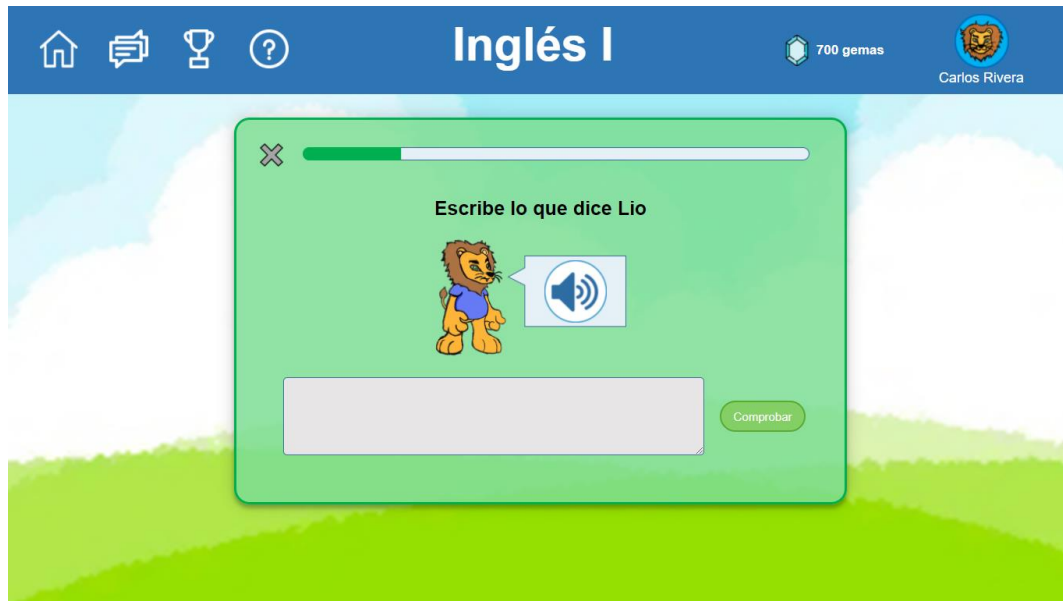 Inglés I
700 gemas
Carlos Rivera
Escribe lo que dice Lio
Comprobar